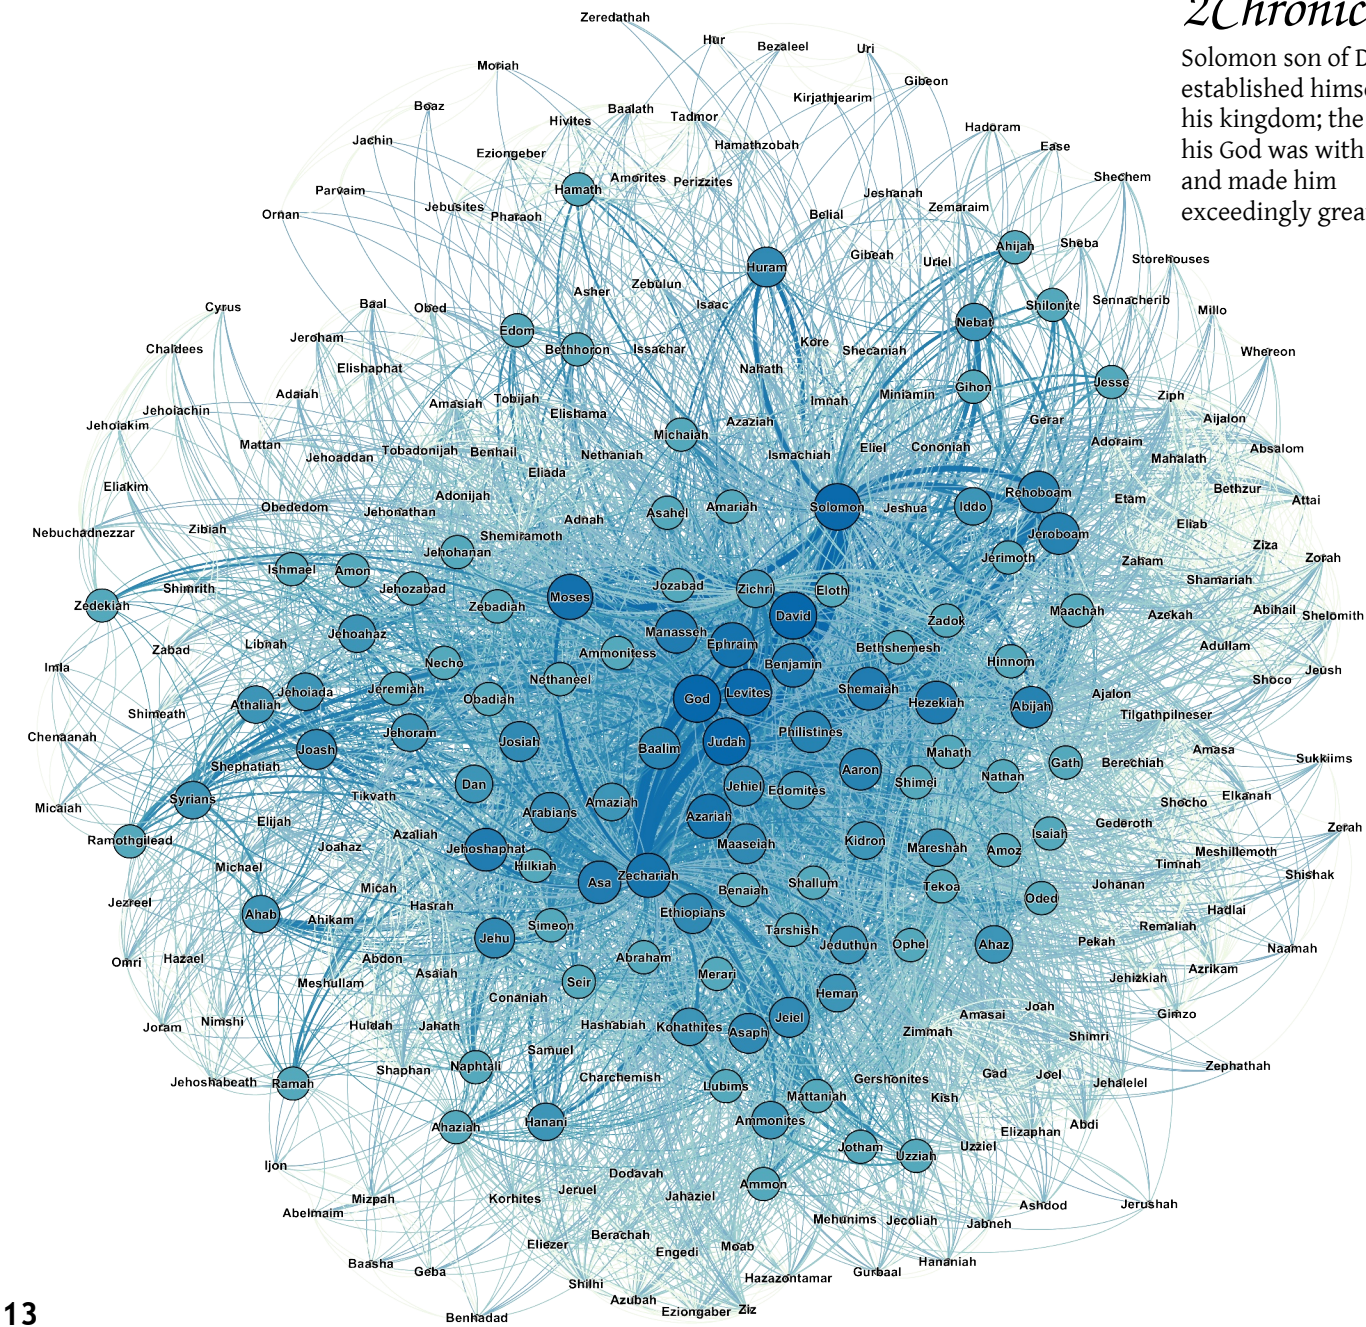 2Chronic
Solomon son of D
established himse
his kingdom; the
his God was with
and made him
exceedingly grea
Zeredathah
Hur
Bezaleel
Uri
Moriah
Gibeon
Kirjathjearim
Boaz
Baalath
Tadmor
Hivites
Hadoram
Jachin
Hamathzobah
Ease
Eziongeber
Amorites
Perizzites
Shechem
Parvaim
Hamath
Jeshanah
Jebusites
Zemaraim
Ornan
Pharaoh
Belial
Ahijah
Sheba
Gibeah
Uriel
Storehouses
Huram
Zebulun
Asher
Isaac
Sennacherib
Shilonite
Cyrus
Baal
Obed
Millo
Nebat
Edom
Jeroham
Kore
Chaldees
Bethhoron
Issachar
Shecaniah
Whereon
Elishaphat
Nahath
Jesse
Gihon
Adaiah
Tobijah
Miniamin
Ziph
Amasiah
Imnah
Jehoiachin
Elishama
Azaziah
Gerar
Aijalon
Jehoiakim
Michaiah
Adoraim
Mattan
Tobadonijah
Benhail
Nethaniah
Ismachiah
Eliel
Cononiah
Absalom
Jehoaddan
Mahalath
Eliada
Eliakim
Bethzur
Adonijah
Rehoboam
Etam
Attai
Obededom
Jehonathan
Asahel
Amariah
Solomon
Jeshua
Iddo
Adnah
Eliab
Nebuchadnezzar
Zibiah
Shemiramoth
Jeroboam
Ziza
Jehohanan
Jerimoth
Zaham
Zorah
Ishmael
Amon
Shamariah
Shimrith
Jehozabad
Jozabad
Zichri
Eloth
Zedekiah
Zebadiah
Moses
David
Maachah
Azekah
Abihail
Shelomith
Zadok
Jehoahaz
Manasseh
Libnah
Ephraim
Bethshemesh
Adullam
Zabad
Ammonitess
Imla
Necho
Benjamin
Hinnom
Jeush
Nethaneel
Shoco
Jehoiada
Jeremiah
Shemaiah
Ajalon
Athaliah
Obadiah
God
Levites
Hezekiah
Abijah
Shimeath
Tilgathpilneser
Chenaanah
Jehoram
Josiah
Baalim
Judah
Philistines
Joash
Mahath
Amasa
Sukkiims
Shephatiah
Aaron
Nathan
Gath
Berechiah
Dan
Jehiel
Edomites
Shimei
Syrians
Tikvath
Elkanah
Micaiah
Amaziah
Shocho
Arabians
Azariah
Elijah
Gederoth
Zerah
Ramothgilead
Azaliah
Isaiah
Joahaz
Jehoshaphat
Maaseiah
Kidron
Mareshah
Amoz
Meshillemoth
Michael
Hilkiah
Timnah
Zechariah
Shishak
Micah
Asa
Benaiah
Shallum
Tekoa
Johanan
Jezreel
Hasrah
Oded
Ahab
Ahikam
Ethiopians
Hadlai
Simeon
Tarshish
Remaliah
Jehu
Jeduthun
Ophel
Ahaz
Pekah
Naamah
Omri
Hazael
Abdon
Abraham
Azrikam
Asaiah
Merari
Jehizkiah
Meshullam
Seir
Conaniah
Heman
Joah
Amasai
Gimzo
Joram
Nimshi
Huldah
Jahath
Hashabiah
Kohathites
Asaph
Jeiel
Zimmah
Shimri
Samuel
Jehoshabeath
Ramah
Shaphan
Naphtali
Charchemish
Lubims
Gershonites
Gad
Joel
Zephathah
Jehalelel
Mattaniah
Kish
Ahaziah
Hanani
Ammonites
Elizaphan
Abdi
Jotham
Uzziah
Uzziel
Ijon
Dodavah
Ammon
Mizpah
Korhites
Jeruel
Jahaziel
Ashdod
Jerushah
Abelmaim
Mehunims
Jecoliah
Jabneh
Berachah
Eliezer
Engedi
Moab
Baasha
Geba
Hananiah
Shilhi
Hazazontamar
Gurbaal
Azubah
Eziongaber
Ziz
Benhadad
13